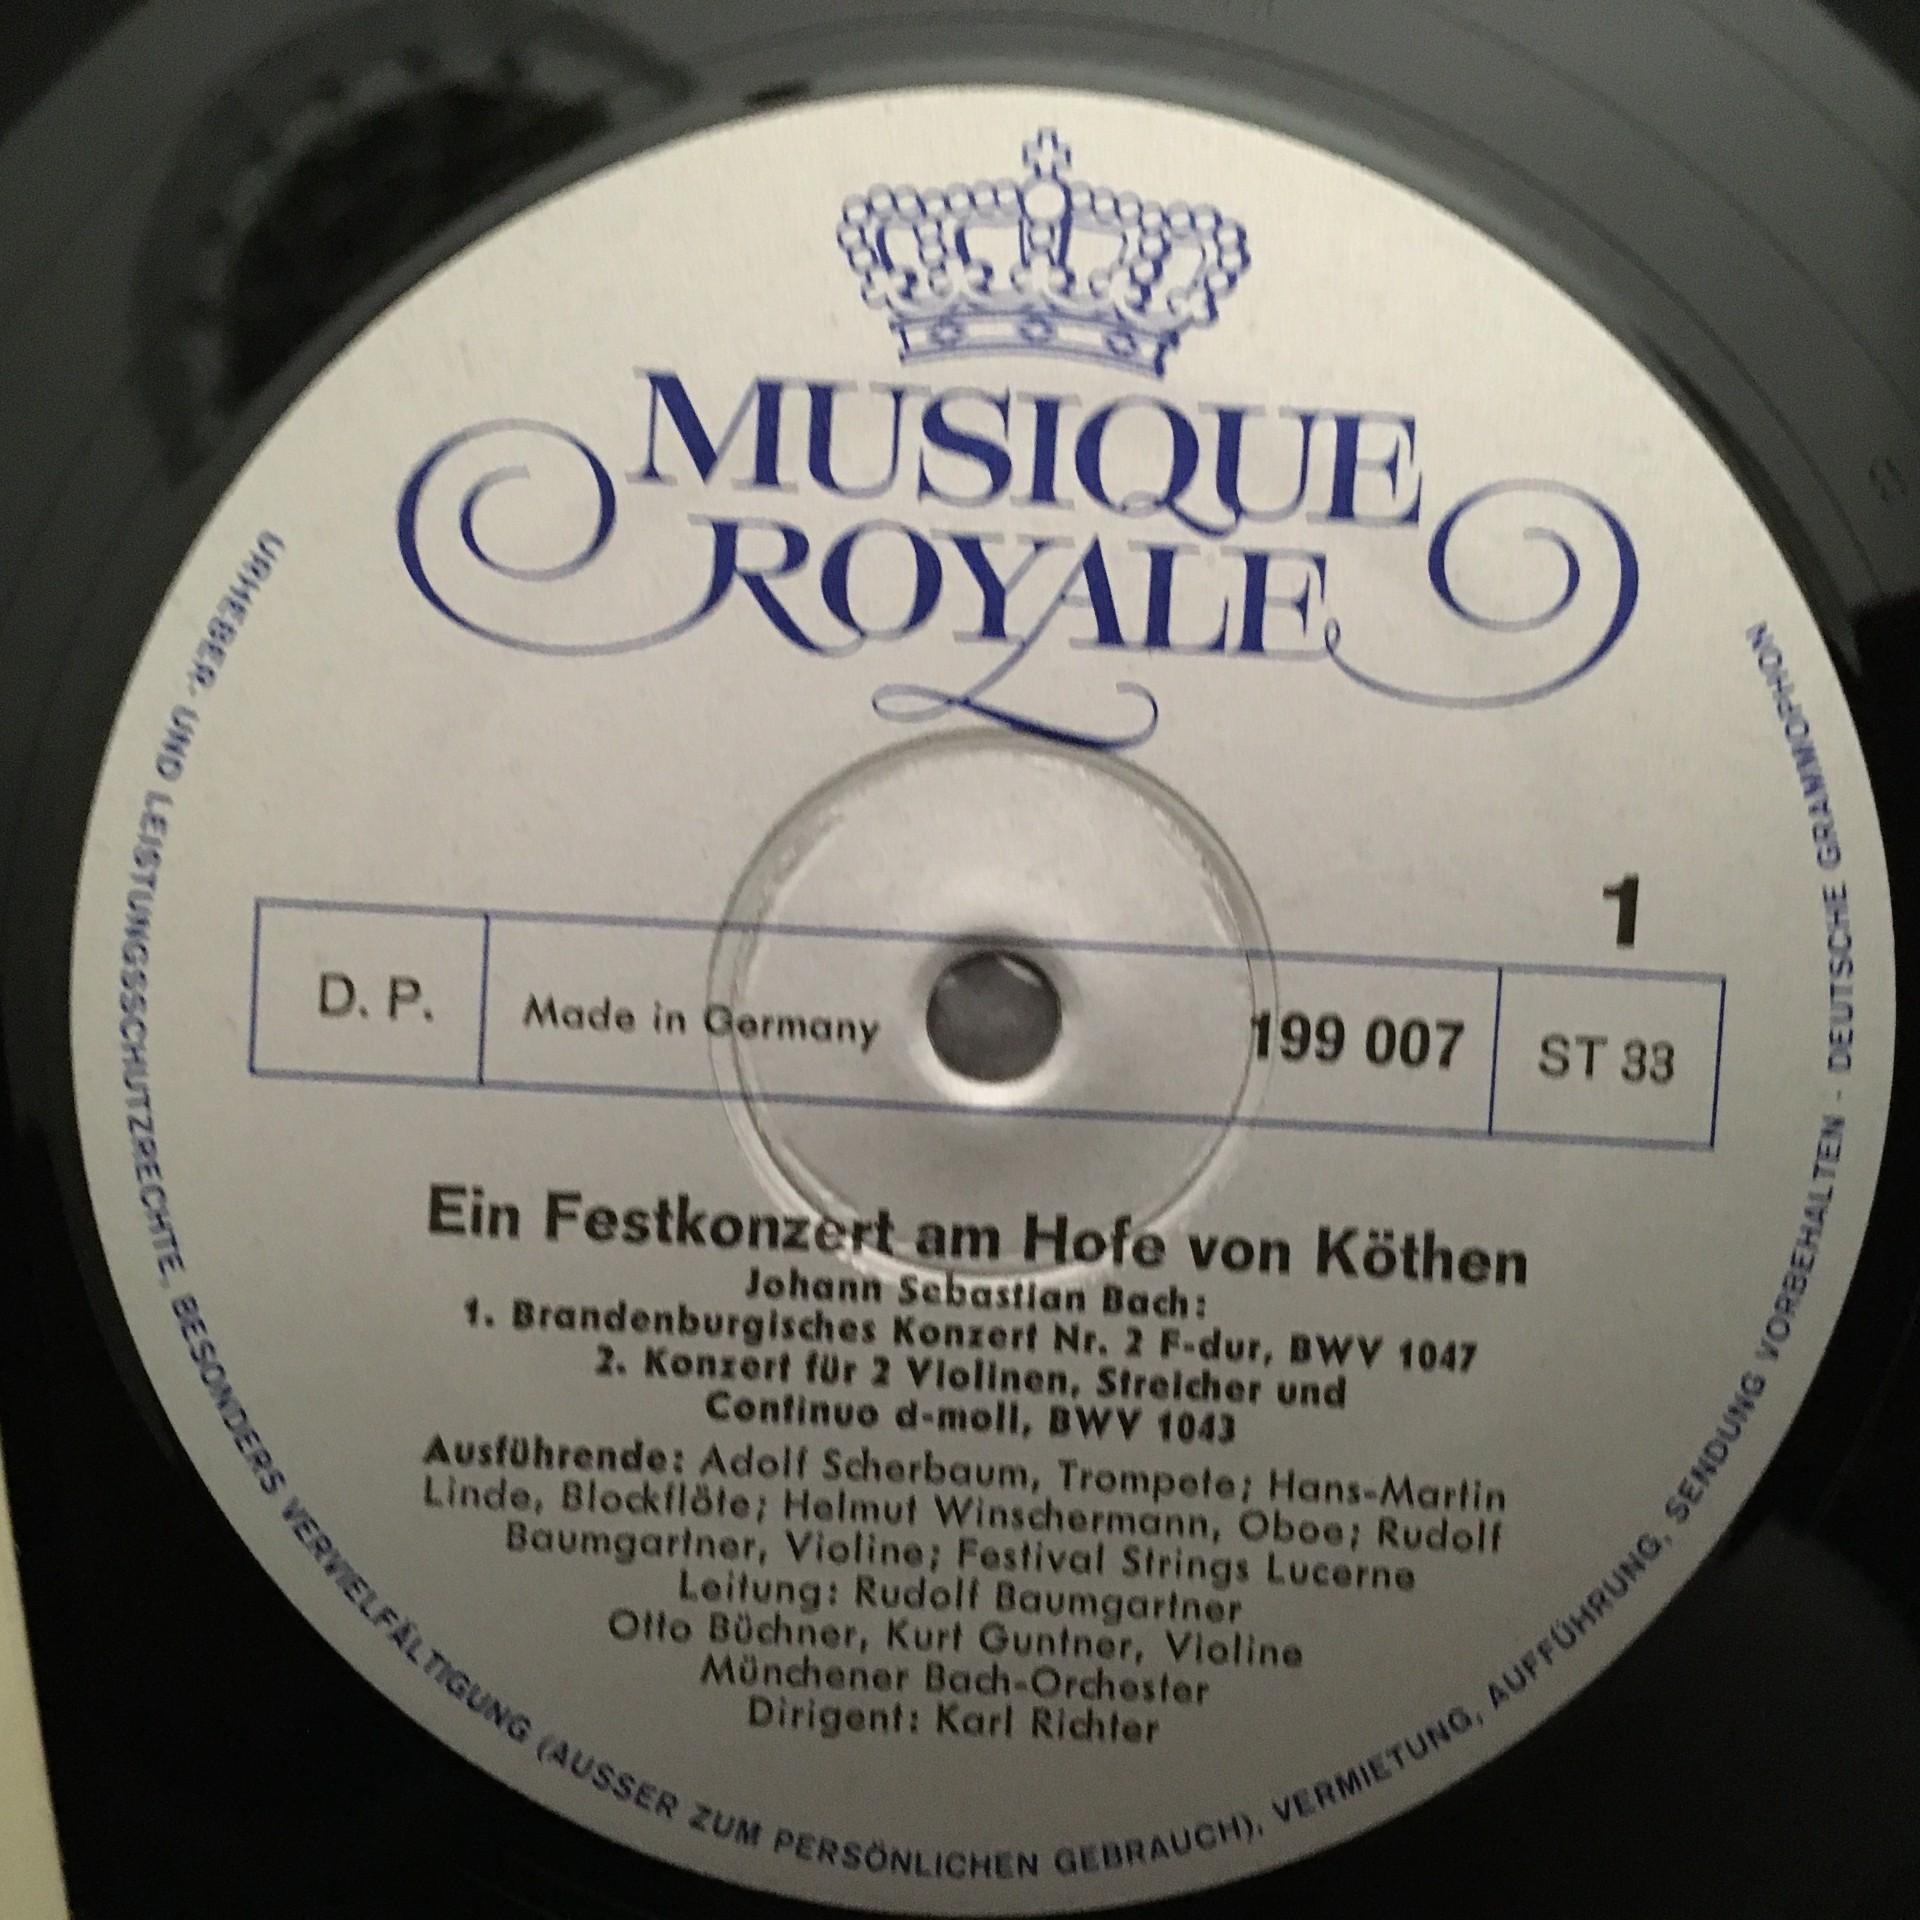 MUSIQUE
ROYALE
1
D. P.
Made in Germany
199 007
ST 33
Ein Festkonzert am Hofe von Köthen
Johann Sebastian Bach:
1. Brandenburgisches Konzert Nr. 2 F-dur, BWV 1047
2. Konzert für 2 Violinen, Streicher und
Continuo d-moll, BWV 1043
Ausführende: Adolf Scherbaum, Trompete; Hans-Martin
Linde, Blockflöte; Helmut Winschermann, Oboe; Rudolf
Baumgartner, Violine; Festival Strings Lucerne
Leitung: Rudolf Baumgartner
Otto Büchner, Kurt Guntner, Violine
Münchener Bach-Orchester
Dirigent: Karl Richter
URHEBER- UND LEISTUNGSSCHUTZRECHTE, BESONDERS VERVIELFÄLTIGUNG (AUSSER ZUM PERSÖNLICHEN GEBRAUCH), VERMIETUNG, AUFFÜHRUNG, SENDUNG VORBEHALTEN - DEUTSCHE GRAMMOPHON